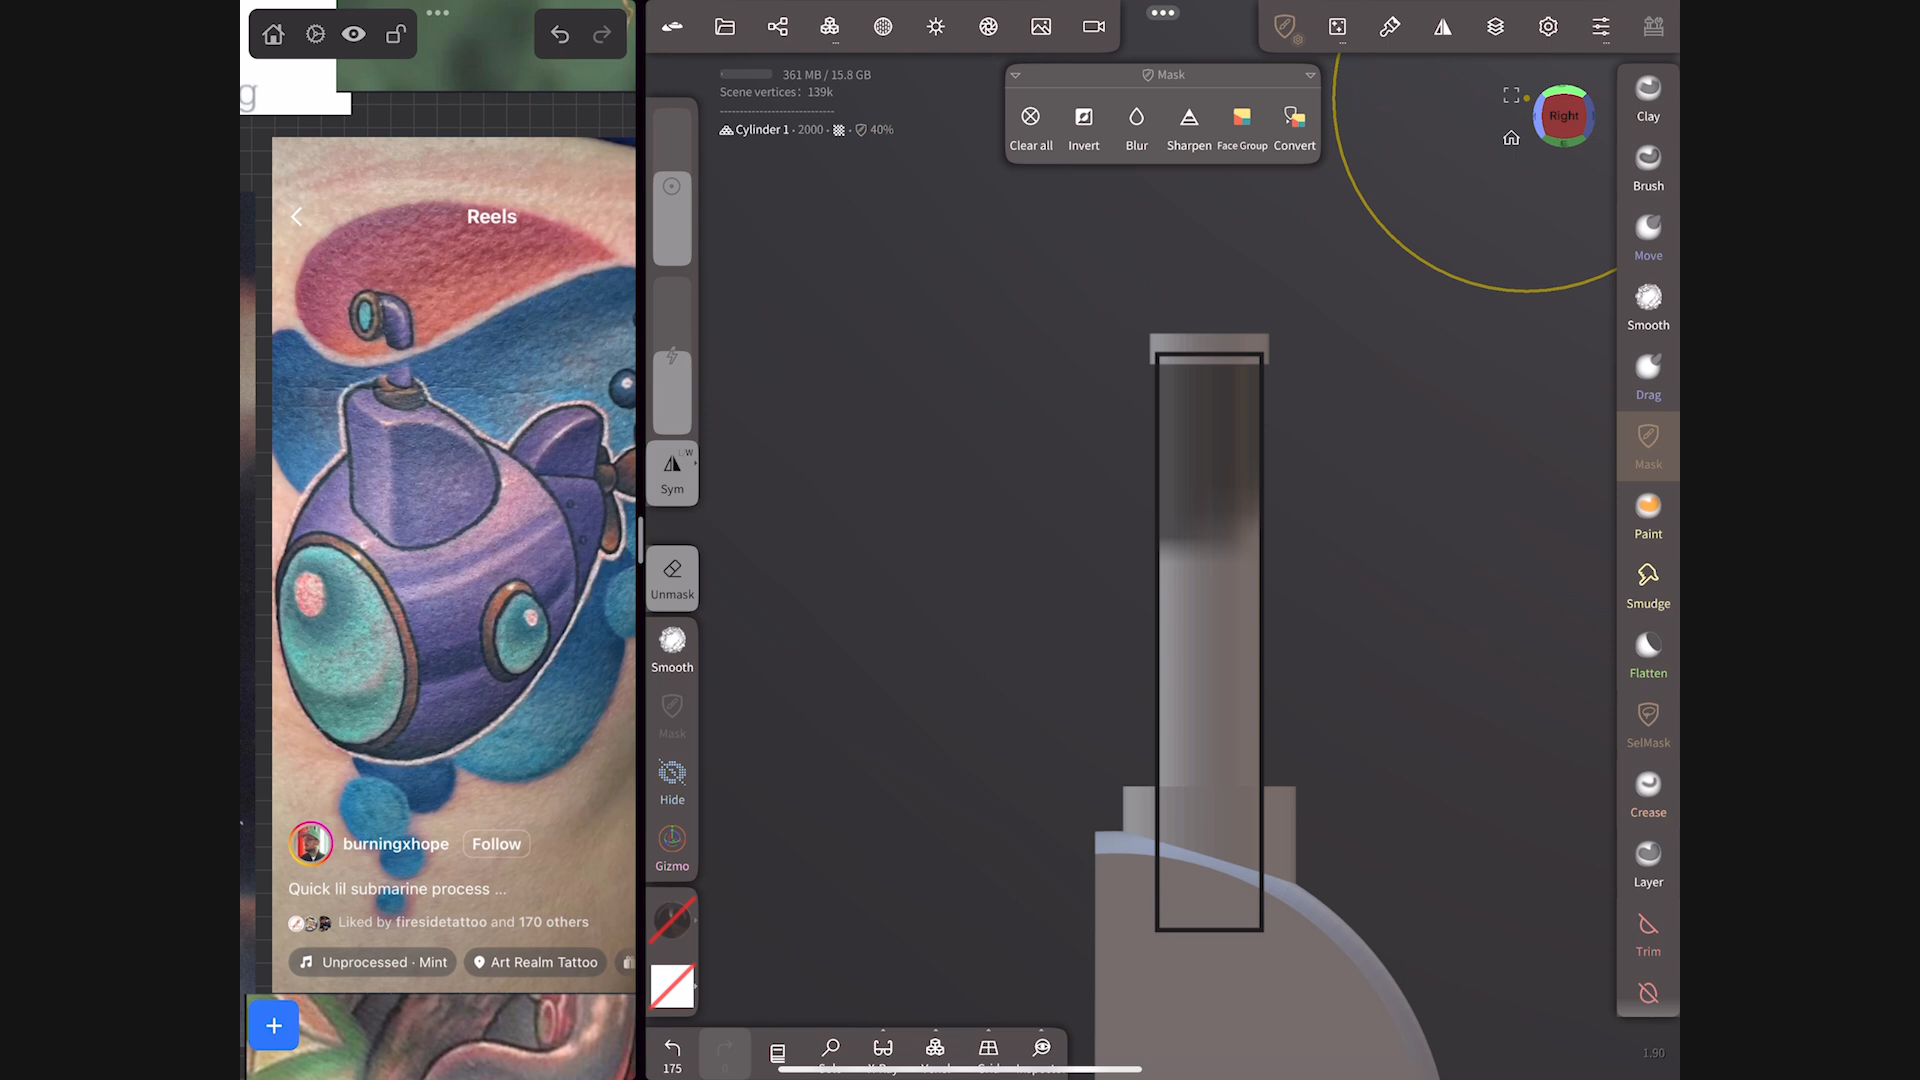 g
Reels
burningxhope
Follow
Quick lil submarine process ...
Liked by firesidetattoo and 170 others
Unprocessed · Mint
Art Realm Tattoo
361 MB / 15.8 GB
Scene vertices: 139k
Cylinder 1 · 2000 · 40%
Mask
Clear all
Invert
Blur
Sharpen
Face Group
Convert
Right
L/W
Sym
Unmask
Smooth
Mask
Hide
Gizmo
175
0
Clay
Brush
Move
Smooth
Drag
Mask
Paint
Smudge
Flatten
SelMask
Crease
Layer
Trim
1.90